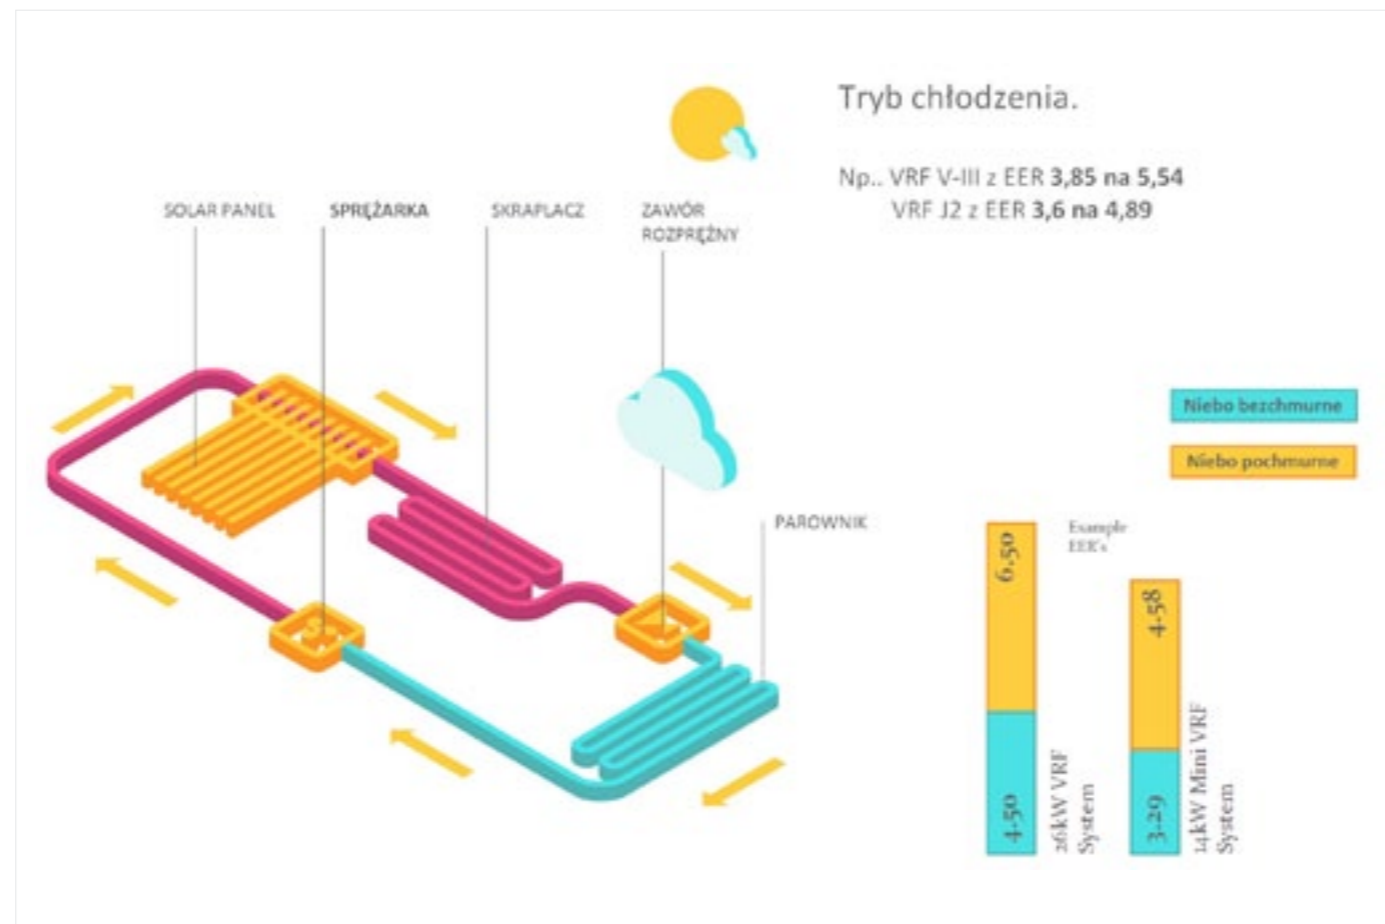 Tryb chłodzenia.
Np.. VRF V-III z EER 3,85 na 5,54
VRF J2 z EER 3,6 na 4,89
SOLAR PANEL
SPRĘŻARKA
SKRAPLACZ
ZAWÓR
ROZPRĘŻNY
PAROWNIK
Niebo bezchmurne
Niebo pochmurne
Example
EER's
6.50
4.50
26kW VRF
System
4.58
3.29
14kW Mini VRF
System